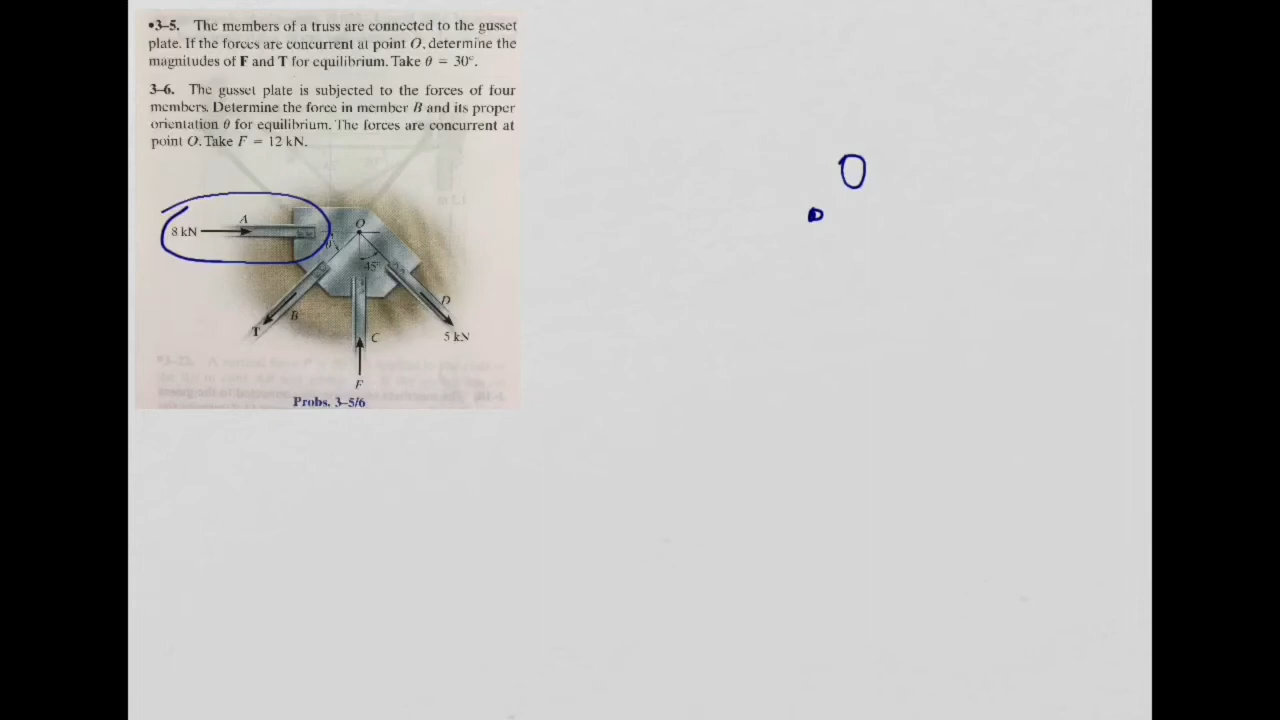 •3–5. The members of a truss are connected to the gusset
plate. If the forces are concurrent at point O, determine the
magnitudes of F and T for equilibrium. Take θ = 30°.
3–6. The gusset plate is subjected to the forces of four
members. Determine the force in member B and its proper
orientation θ for equilibrium. The forces are concurrent at
point O. Take F = 12 kN.
O
A
8 kN
O
θ
45°
D
B
T
C
5 kN
F
Probs. 3–5/6